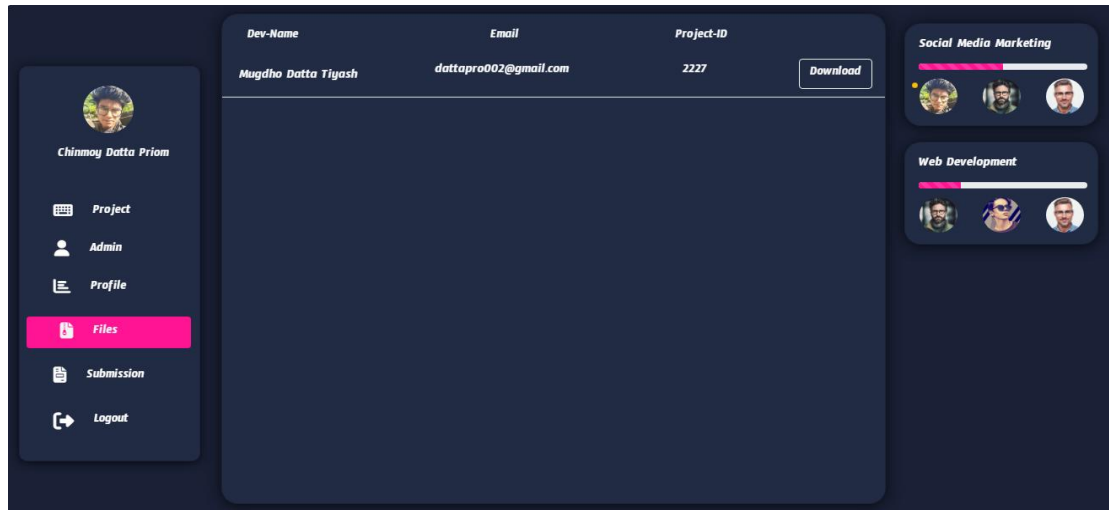 Chinmoy Datta Priom
Project
Admin
Profile
Files
Submission
Logout
Dev-Name Email Project-ID
Mugdho Datta Tiyash dattapro002@gmail.com 2227 Download
Social Media Marketing
Web Development